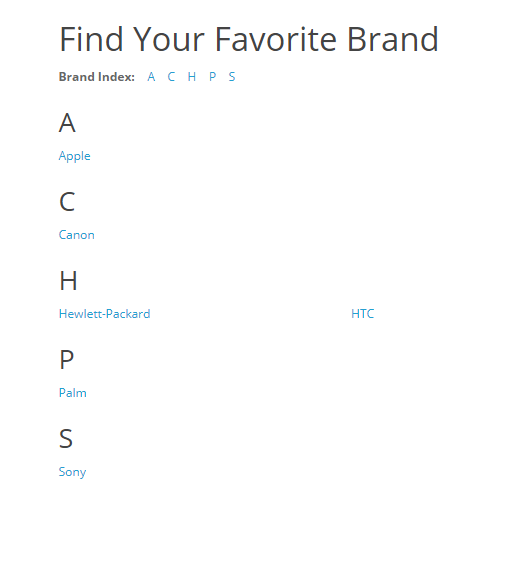 Find Your Favorite Brand
Brand Index: A C H P S
A
Apple
C
Canon
H
Hewlett-Packard HTC
P
Palm
S
Sony